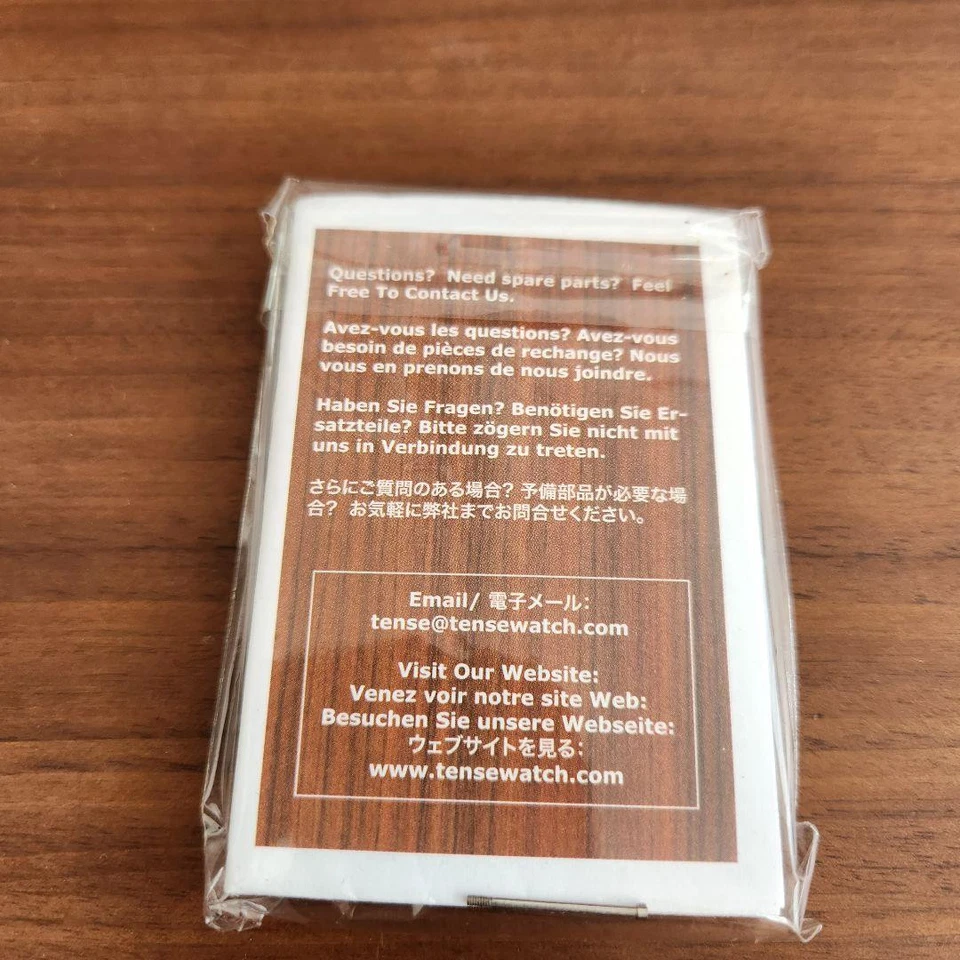 Questions? Need spare parts? Feel
Free To Contact Us.
Avez-vous les questions? Avez-vous
besoin de pièces de rechange? Nous
vous en prenons de nous joindre.
Haben Sie Fragen? Benötigen Sie Er-
satzteile? Bitte zögern Sie nicht mit
uns in Verbindung zu treten.
さらにご質問のある場合? 予備部品が必要な場
合? お気軽に弊社までお問合せください。
Email/ 電子メール:
tense@tensewatch.com
Visit Our Website:
Venez voir notre site Web:
Besuchen Sie unsere Webseite:
ウェブサイトを見る:
www.tensewatch.com